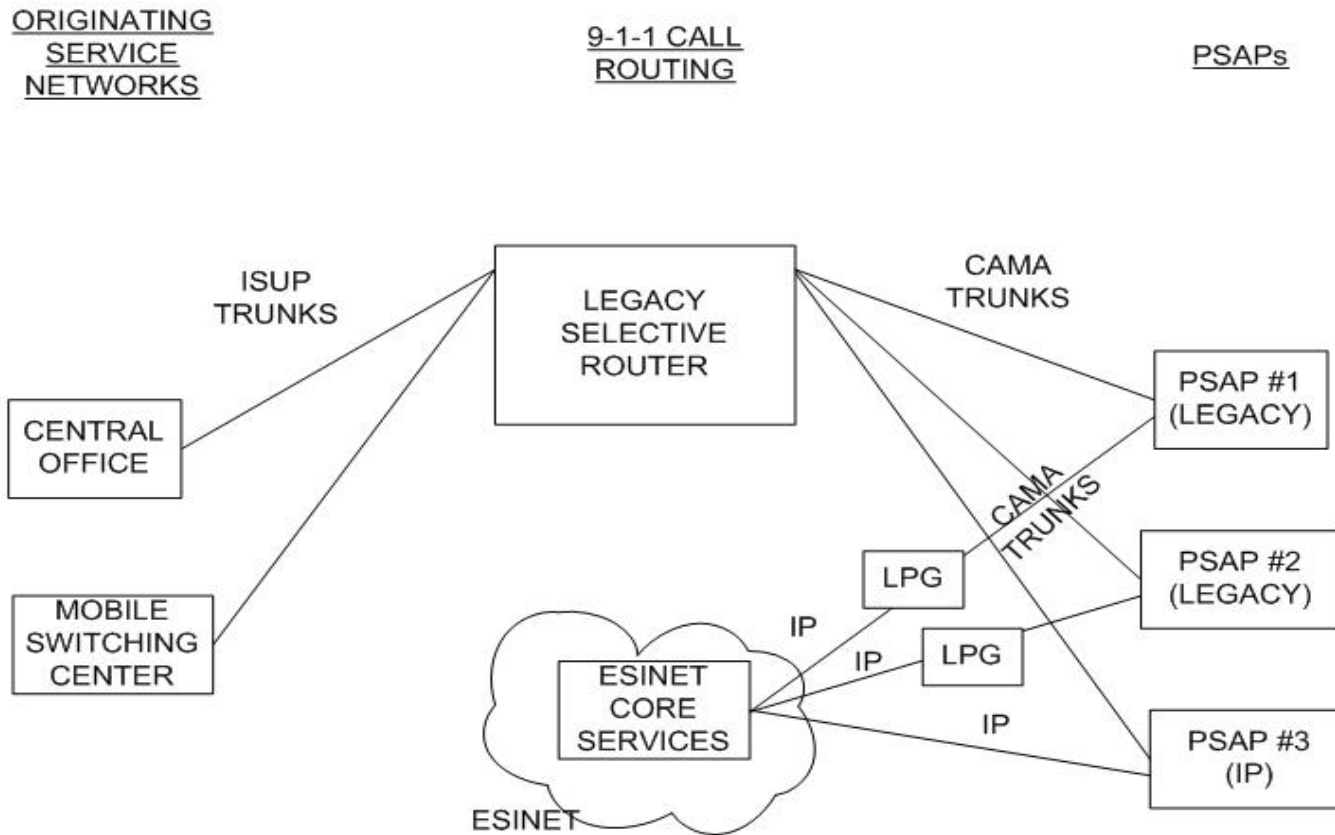 ORIGINATING
SERVICE
NETWORKS
9-1-1 CALL
ROUTING
PSAPs
ISUP
TRUNKS
LEGACY
SELECTIVE
ROUTER
CAMA
TRUNKS
CENTRAL
OFFICE
PSAP #1
(LEGACY)
CAMA
TRUNKS
LPG
PSAP #2
(LEGACY)
MOBILE
SWITCHING
CENTER
IP
LPG
IP
ESINET
CORE
SERVICES
IP
PSAP #3
(IP)
ESINET